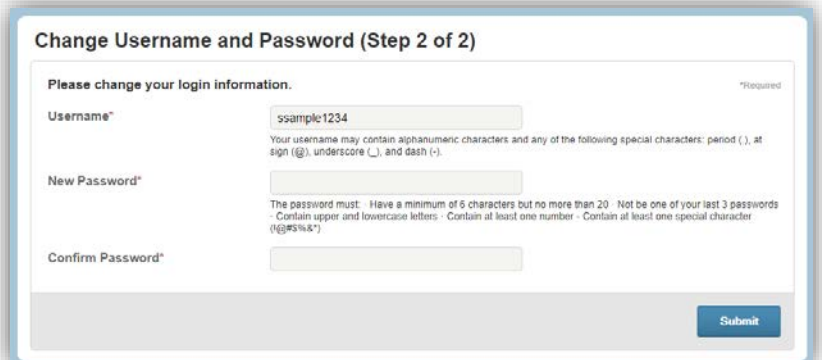 Change Username and Password (Step 2 of 2)
Please change your login information.
*Required
Username*
ssample1234
Your username may contain alphanumeric characters and any of the following special characters: period (.), at
sign (@), underscore (_), and dash (-).
New Password*
The password must: · Have a minimum of 6 characters but no more than 20 · Not be one of your last 3 passwords
· Contain upper and lowercase letters · Contain at least one number · Contain at least one special character
(!@#$%&*)
Confirm Password*
Submit